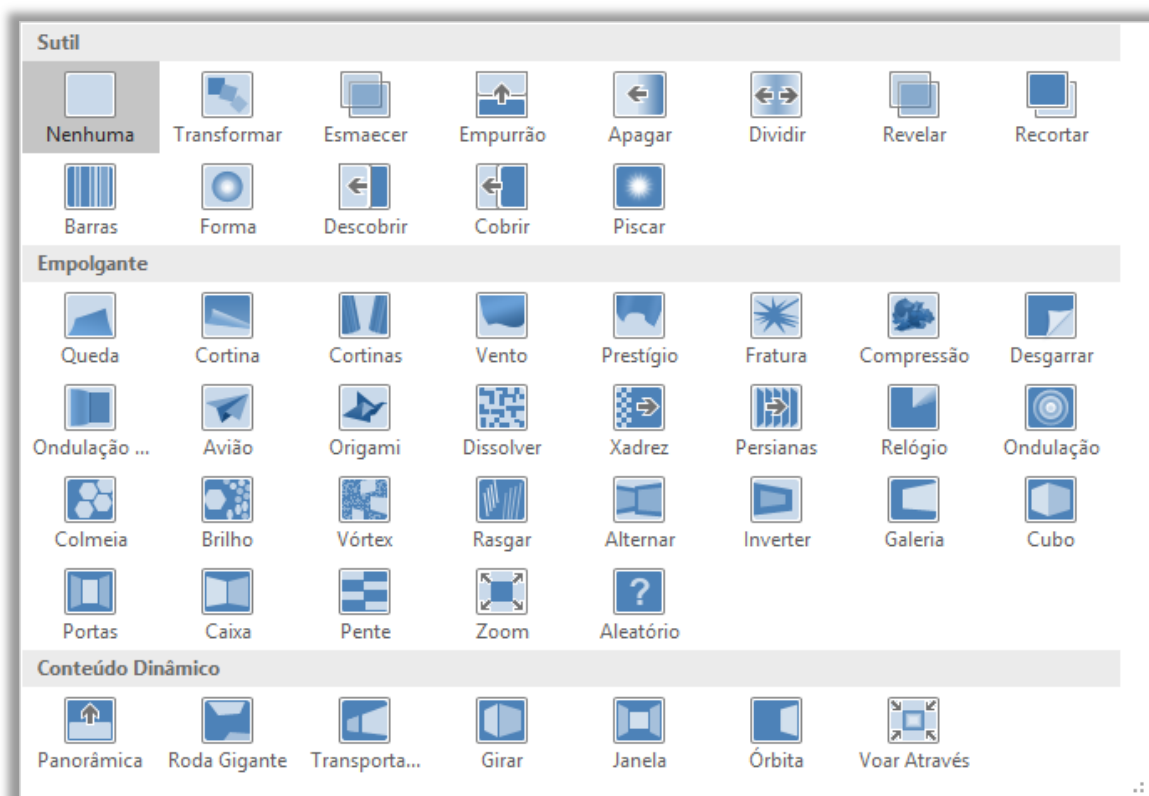 Sutil
Nenhuma Transformar Esmaecer Empurrão Apagar Dividir Revelar Recortar
Barras Forma Descobrir Cobrir Piscar
Empolgante
Queda Cortina Cortinas Vento Prestígio Fratura Compressão Desgarrar
Ondulação ... Avião Origami Dissolver Xadrez Persianas Relógio Ondulação
Colmeia Brilho Vórtex Rasgar Alternar Inverter Galeria Cubo
?
Portas Caixa Pente Zoom Aleatório
Conteúdo Dinâmico
Panorâmica Roda Gigante Transporta... Girar Janela Órbita Voar Através